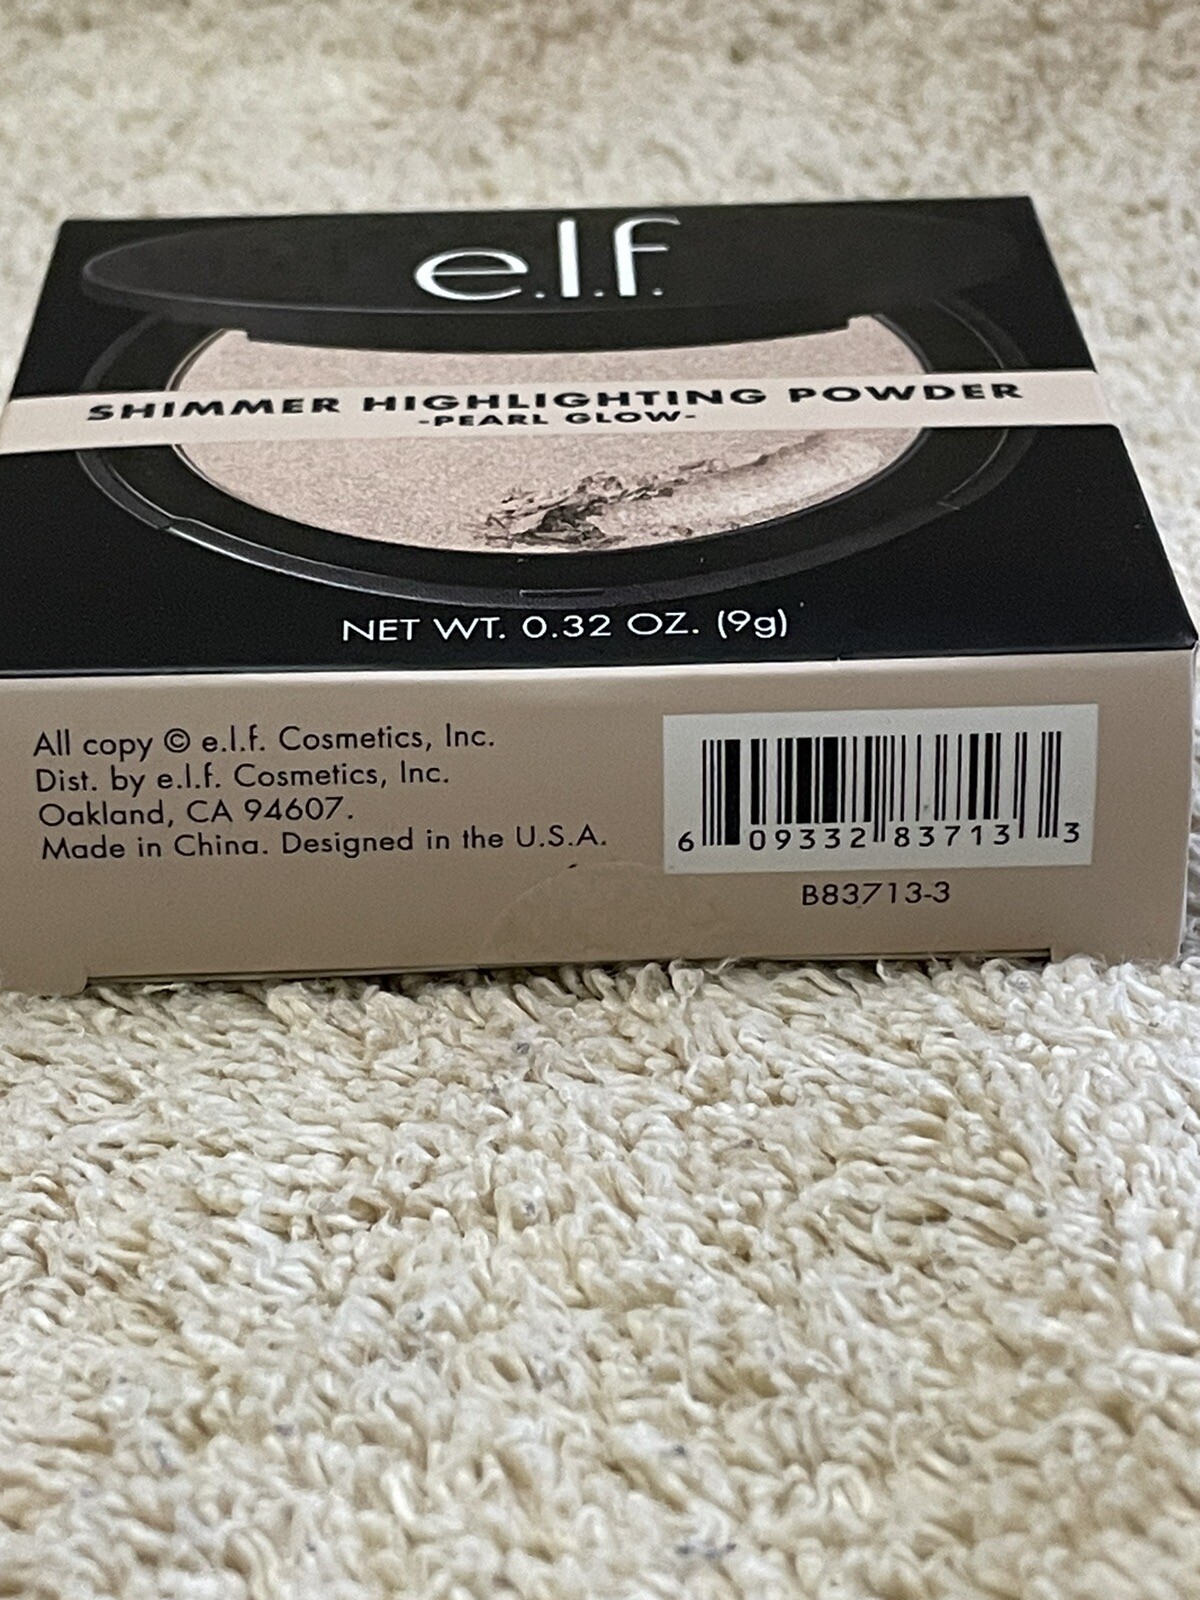 e.l.f.
SHIMMER HIGHLIGHTING POWDER
-PEARL GLOW-
NET WT. 0.32 OZ. (9g)
All copy © e.l.f. Cosmetics, Inc.
Dist. by e.l.f. Cosmetics, Inc.
Oakland, CA 94607.
Made in China. Designed in the U.S.A.
6 09332 83713 3
B83713-3